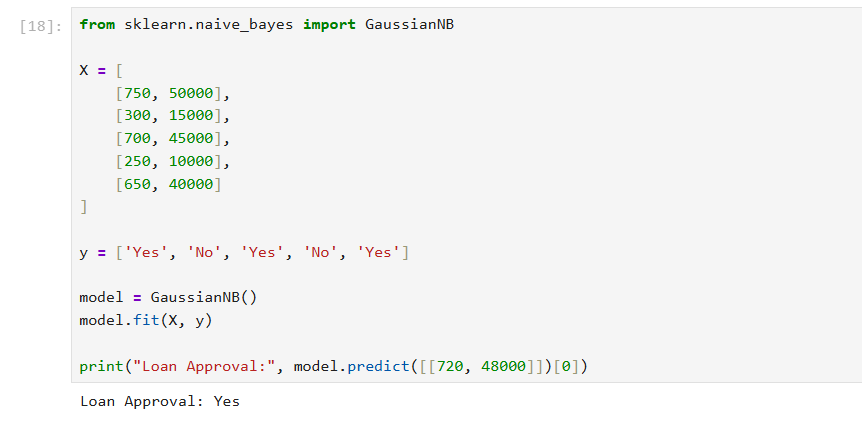 [18]:
from sklearn.naive_bayes import GaussianNB
X = [
    [750, 50000],
    [300, 15000],
    [700, 45000],
    [250, 10000],
    [650, 40000]
]
y = ['Yes', 'No', 'Yes', 'No', 'Yes']
model = GaussianNB()
model.fit(X, y)
print("Loan Approval:", model.predict([[720, 48000]])[0])
Loan Approval: Yes